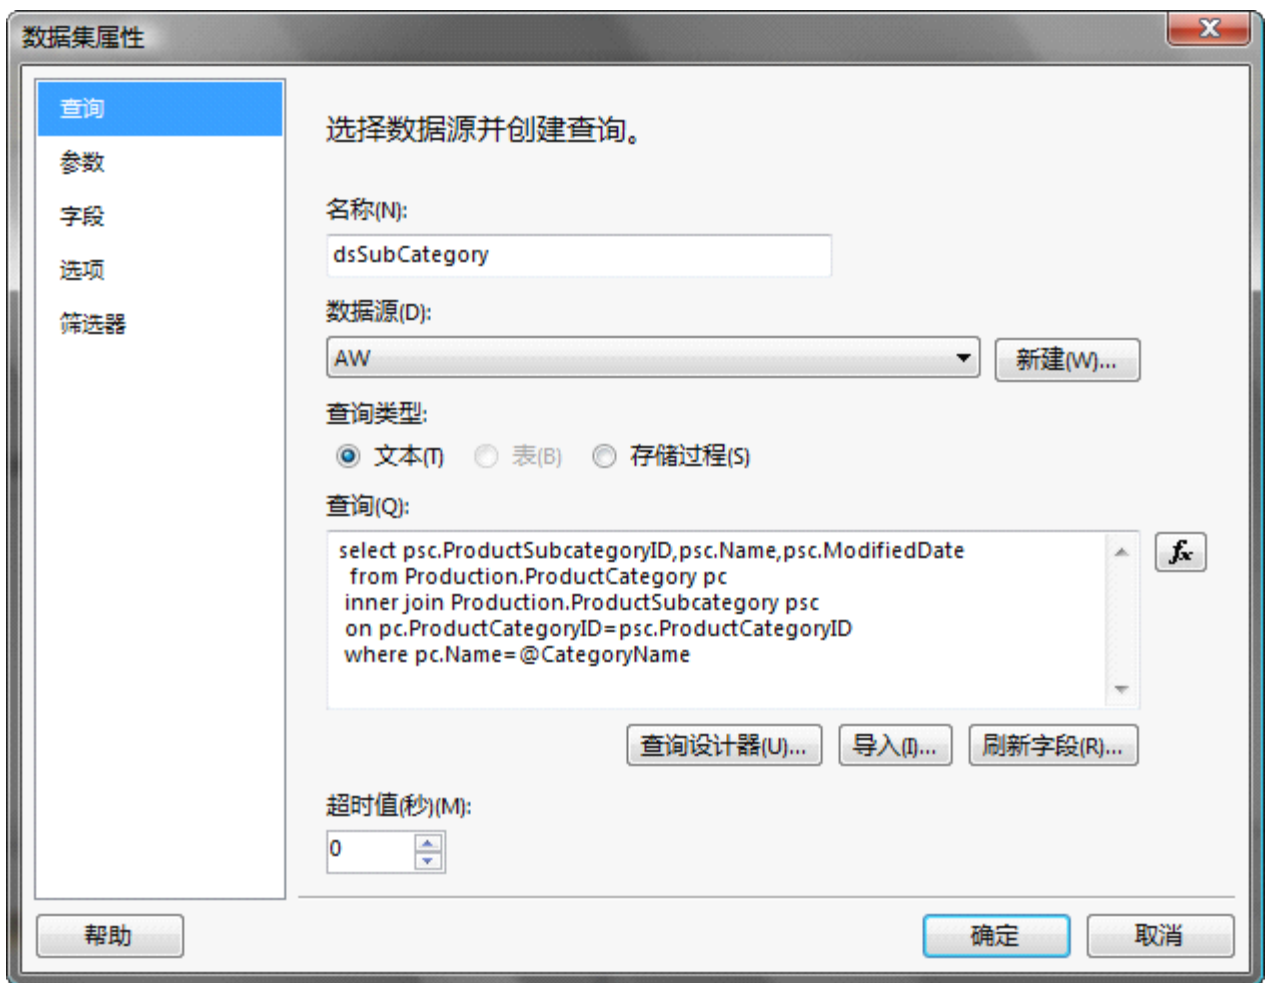 数据集属性
查询
参数
字段
选项
筛选器
选择数据源并创建查询。
名称(N):
dsSubCategory
数据源(D):
AW
新建(W)...
查询类型:
文本(T) 表(B) 存储过程(S)
查询(Q):
select psc.ProductSubcategoryID,psc.Name,psc.ModifiedDate
from Production.ProductCategory pc
inner join Production.ProductSubcategory psc
on pc.ProductCategoryID=psc.ProductCategoryID
where pc.Name=@CategoryName
fx
查询设计器(U)... 导入(I)... 刷新字段(R)...
超时值(秒)(M):
0
帮助 确定 取消